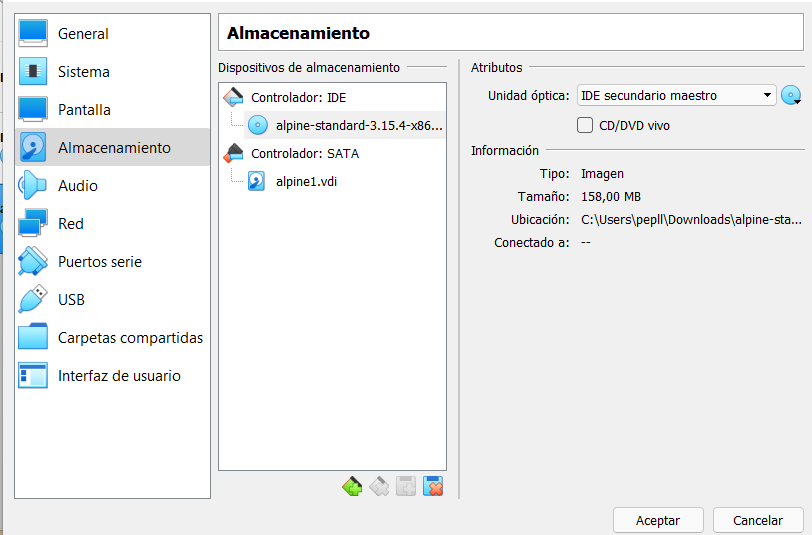 General
Sistema
Pantalla
Almacenamiento
Audio
Red
Puertos serie
USB
Carpetas compartidas
Interfaz de usuario
Almacenamiento
Dispositivos de almacenamiento
Controlador: IDE
alpine-standard-3.15.4-x86...
Controlador: SATA
alpine1.vdi
Atributos
Unidad óptica: IDE secundario maestro
CD/DVD vivo
Información
Tipo: Imagen
Tamaño: 158,00 MB
Ubicación: C:\Users\pepll\Downloads\alpine-sta...
Conectado a: --
Aceptar Cancelar